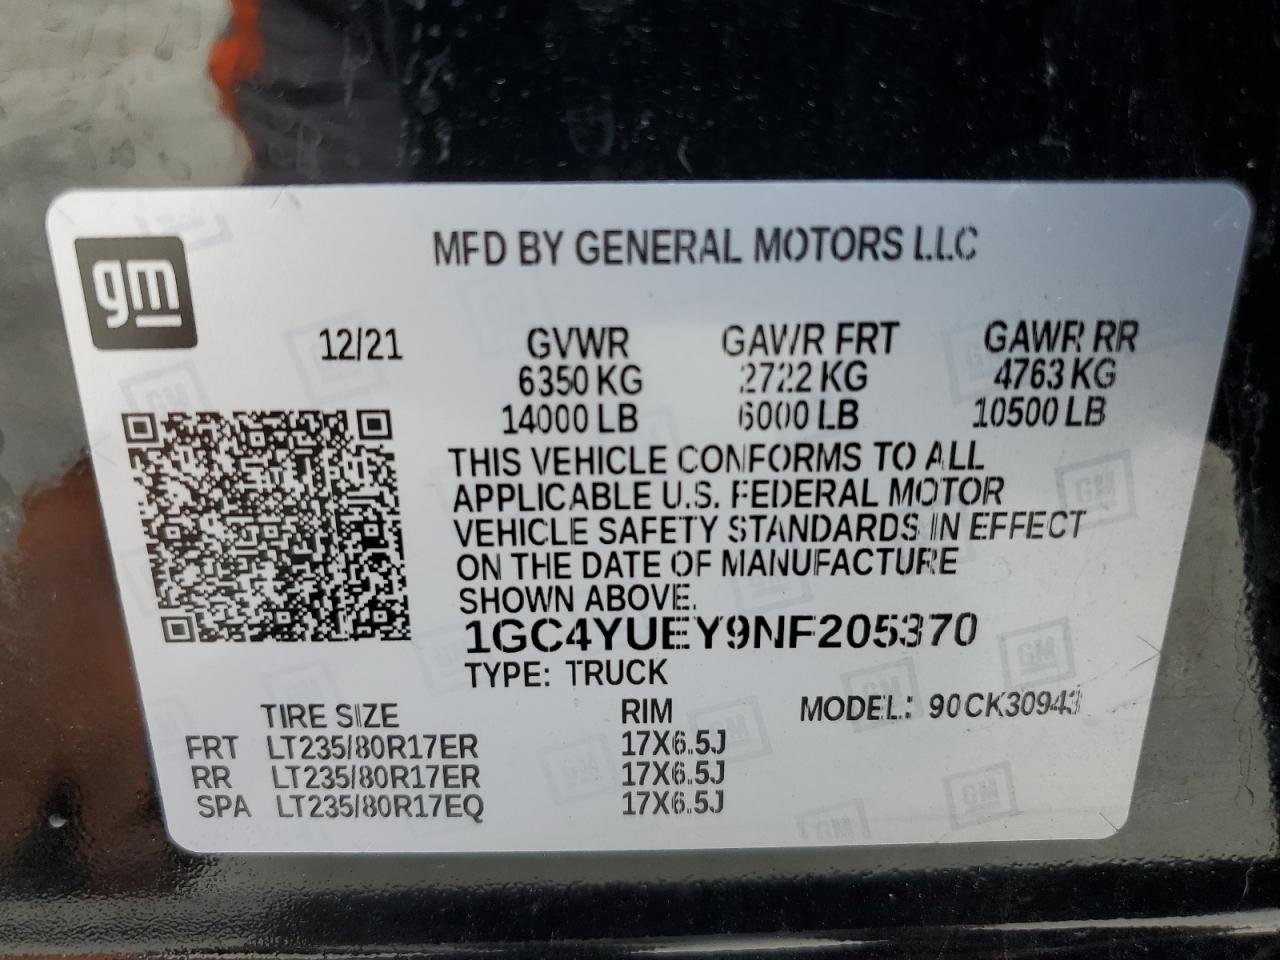 gm
MFD BY GENERAL MOTORS LLC
12/21 GVWR GAWR FRT GAWR RR
6350 KG 2722 KG 4763 KG
14000 LB 6000 LB 10500 LB
THIS VEHICLE CONFORMS TO ALL
APPLICABLE U.S. FEDERAL MOTOR
VEHICLE SAFETY STANDARDS IN EFFECT
ON THE DATE OF MANUFACTURE
SHOWN ABOVE.
1GC4YUEY9NF205370
TYPE: TRUCK
TIRE SIZE RIM MODEL: 90CK30943
FRT LT235/80R17ER 17X6.5J
RR LT235/80R17ER 17X6.5J
SPA LT235/80R17EQ 17X6.5J